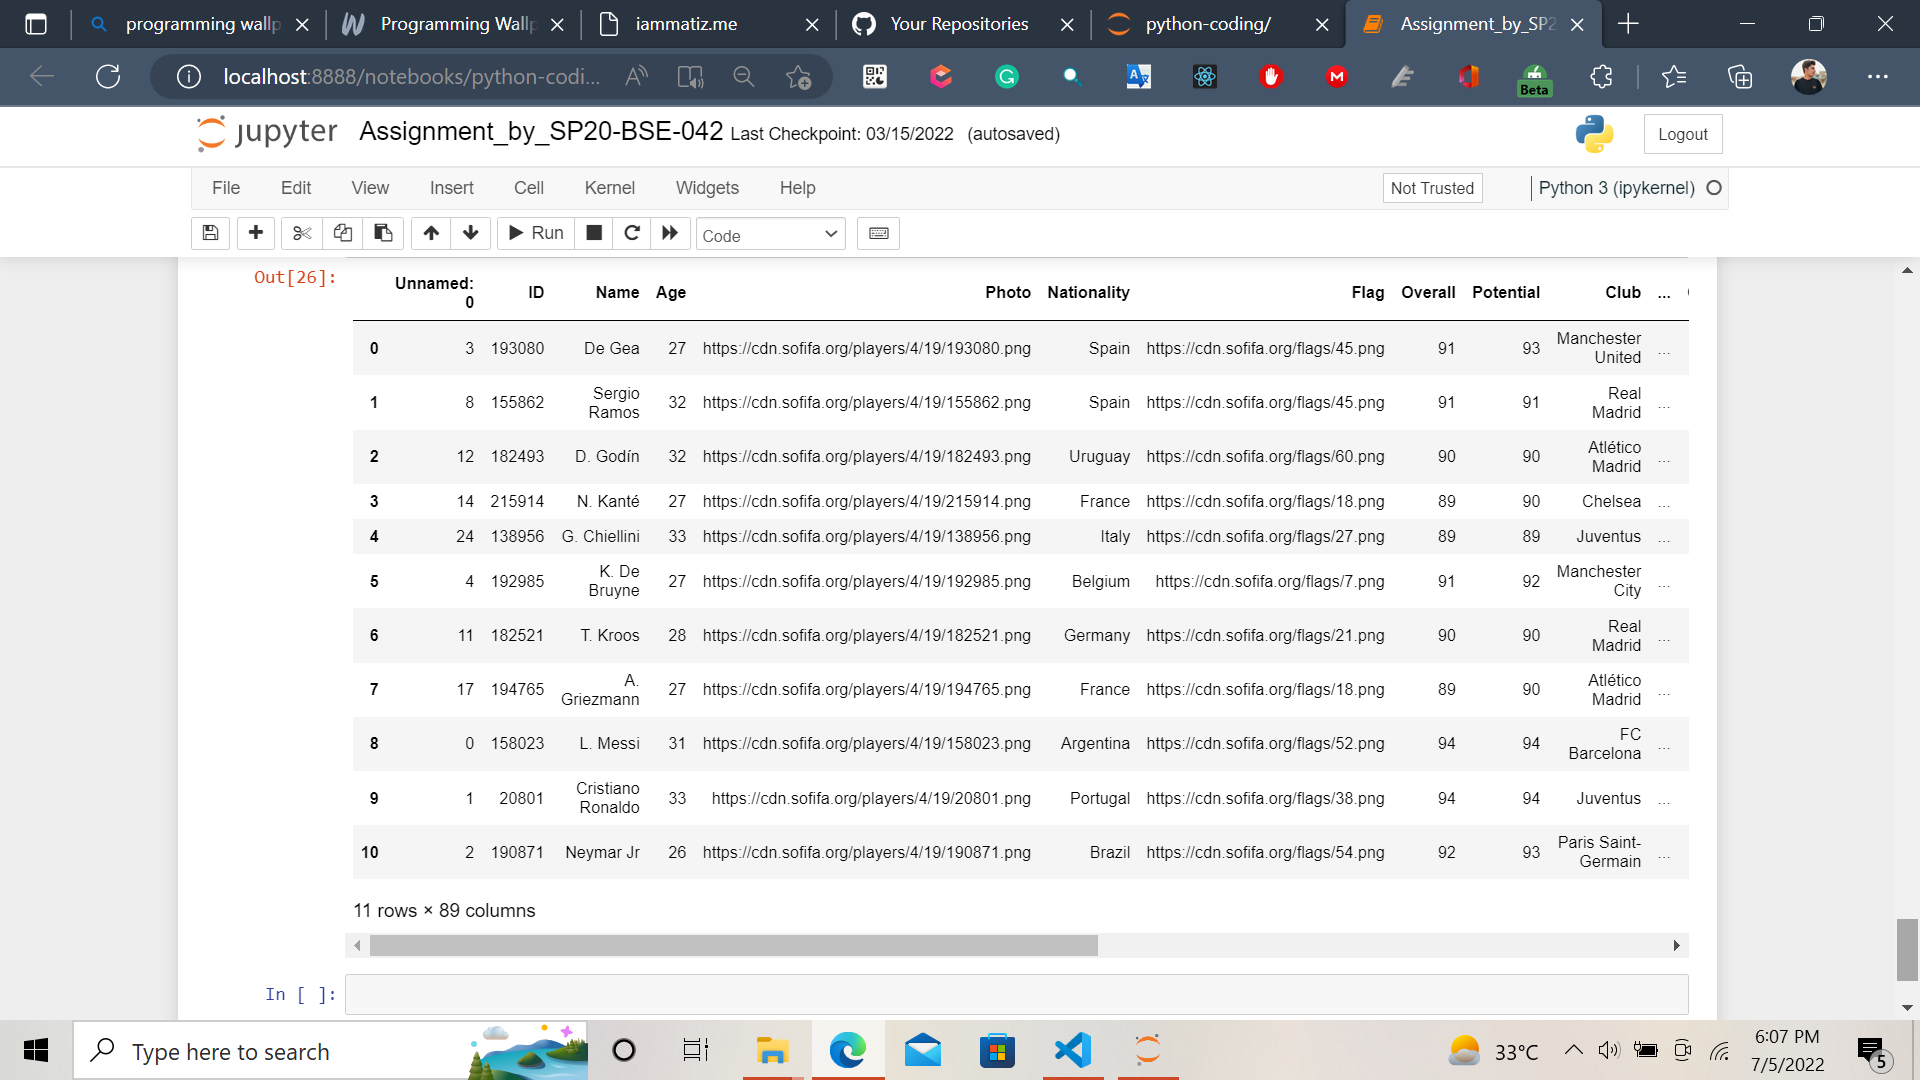 programming wallp
Programming Wallp
iammatiz.me
Your Repositories
python-coding/
Assignment_by_SP2
localhost:8888/notebooks/python-codi...
Beta
jupyter Assignment_by_SP20-BSE-042 Last Checkpoint: 03/15/2022 (autosaved)
Logout
File Edit View Insert Cell Kernel Widgets Help
Not Trusted
Python 3 (ipykernel)
Run
Code
Out[26]:
Unnamed: 0 ID Name Age Photo Nationality Flag Overall Potential Club ...
0 3 193080 De Gea 27 https://cdn.sofifa.org/players/4/19/193080.png Spain https://cdn.sofifa.org/flags/45.png 91 93 Manchester United ...
1 8 155862 Sergio Ramos 32 https://cdn.sofifa.org/players/4/19/155862.png Spain https://cdn.sofifa.org/flags/45.png 91 91 Real Madrid ...
2 12 182493 D. Godín 32 https://cdn.sofifa.org/players/4/19/182493.png Uruguay https://cdn.sofifa.org/flags/60.png 90 90 Atlético Madrid ...
3 14 215914 N. Kanté 27 https://cdn.sofifa.org/players/4/19/215914.png France https://cdn.sofifa.org/flags/18.png 89 90 Chelsea ...
4 24 138956 G. Chiellini 33 https://cdn.sofifa.org/players/4/19/138956.png Italy https://cdn.sofifa.org/flags/27.png 89 89 Juventus ...
5 4 192985 K. De Bruyne 27 https://cdn.sofifa.org/players/4/19/192985.png Belgium https://cdn.sofifa.org/flags/7.png 91 92 Manchester City ...
6 11 182521 T. Kroos 28 https://cdn.sofifa.org/players/4/19/182521.png Germany https://cdn.sofifa.org/flags/21.png 90 90 Real Madrid ...
7 17 194765 A. Griezmann 27 https://cdn.sofifa.org/players/4/19/194765.png France https://cdn.sofifa.org/flags/18.png 89 90 Atlético Madrid ...
8 0 158023 L. Messi 31 https://cdn.sofifa.org/players/4/19/158023.png Argentina https://cdn.sofifa.org/flags/52.png 94 94 FC Barcelona ...
9 1 20801 Cristiano Ronaldo 33 https://cdn.sofifa.org/players/4/19/20801.png Portugal https://cdn.sofifa.org/flags/38.png 94 94 Juventus ...
10 2 190871 Neymar Jr 26 https://cdn.sofifa.org/players/4/19/190871.png Brazil https://cdn.sofifa.org/flags/54.png 92 93 Paris Saint-Germain ...
11 rows × 89 columns
In [ ]:
Type here to search
33°C
6:07 PM
7/5/2022
5